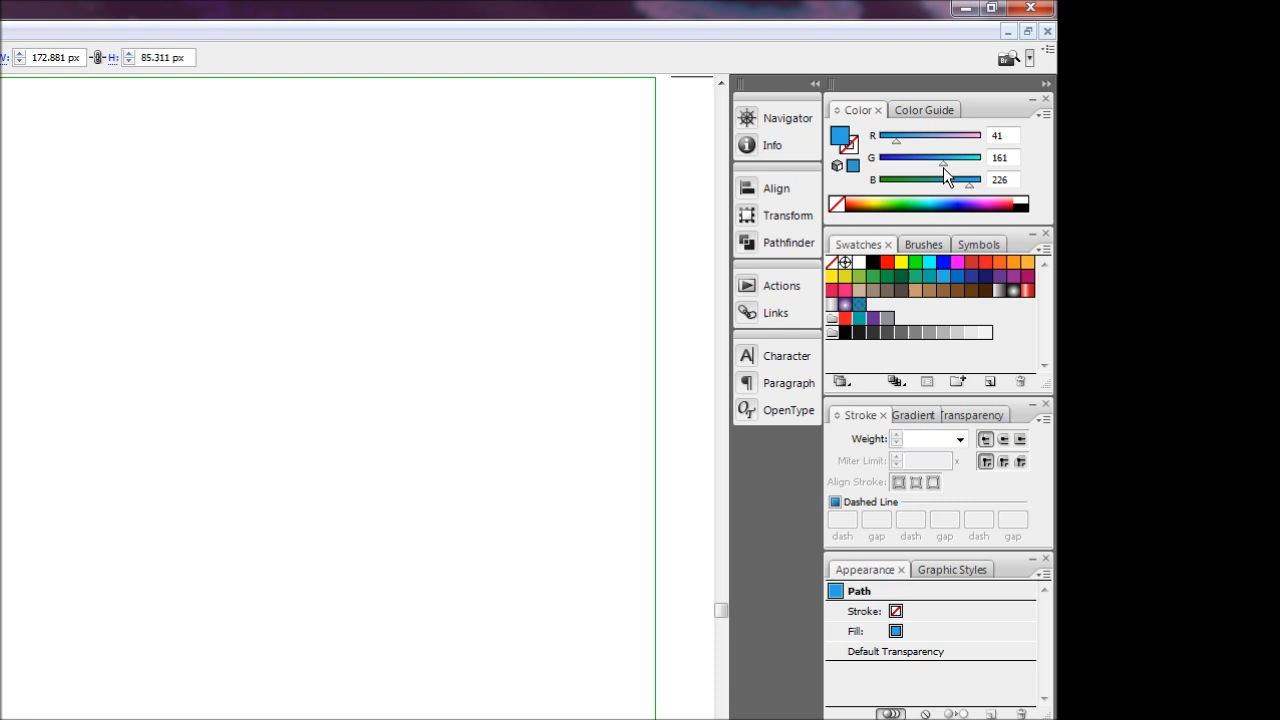 W: 172.881 px H: 85.311 px
Br
Navigator
Info
Align
Transform
Pathfinder
Actions
Links
Character
Paragraph
OpenType
Color Color Guide
R 41
G 161
B 226
Swatches Brushes Symbols
Stroke Gradient Transparency
Weight:
Miter Limit: x
Align Stroke:
Dashed Line
dash gap dash gap dash gap
Appearance Graphic Styles
Path
Stroke:
Fill:
Default Transparency